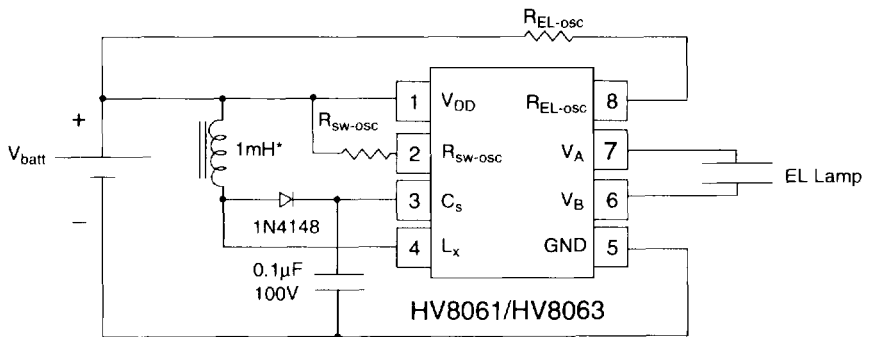 R_EL-osc
+
V_batt
−
1mH*
R_sw-osc
1N4148
0.1µF
100V
1 V_DD
2 R_sw-osc
3 C_s
4 L_x
R_EL-osc 8
V_A 7
V_B 6
GND 5
EL Lamp
HV8061/HV8063